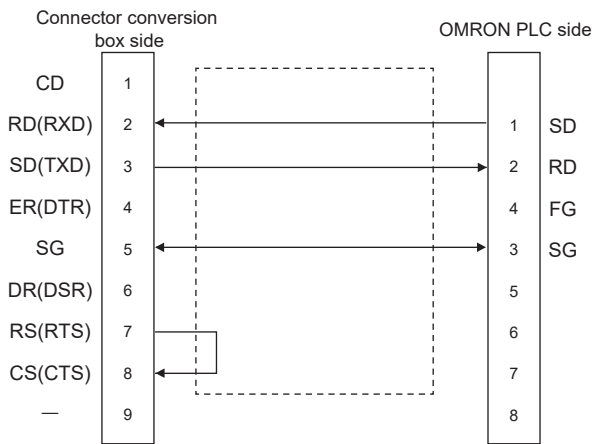 Connector conversion
box side
OMRON PLC side
CD 1
RD(RXD) 2 1 SD
SD(TXD) 3 2 RD
ER(DTR) 4 4 FG
SG 5 3 SG
DR(DSR) 6 5
RS(RTS) 7 6
CS(CTS) 8 7
— 9 8